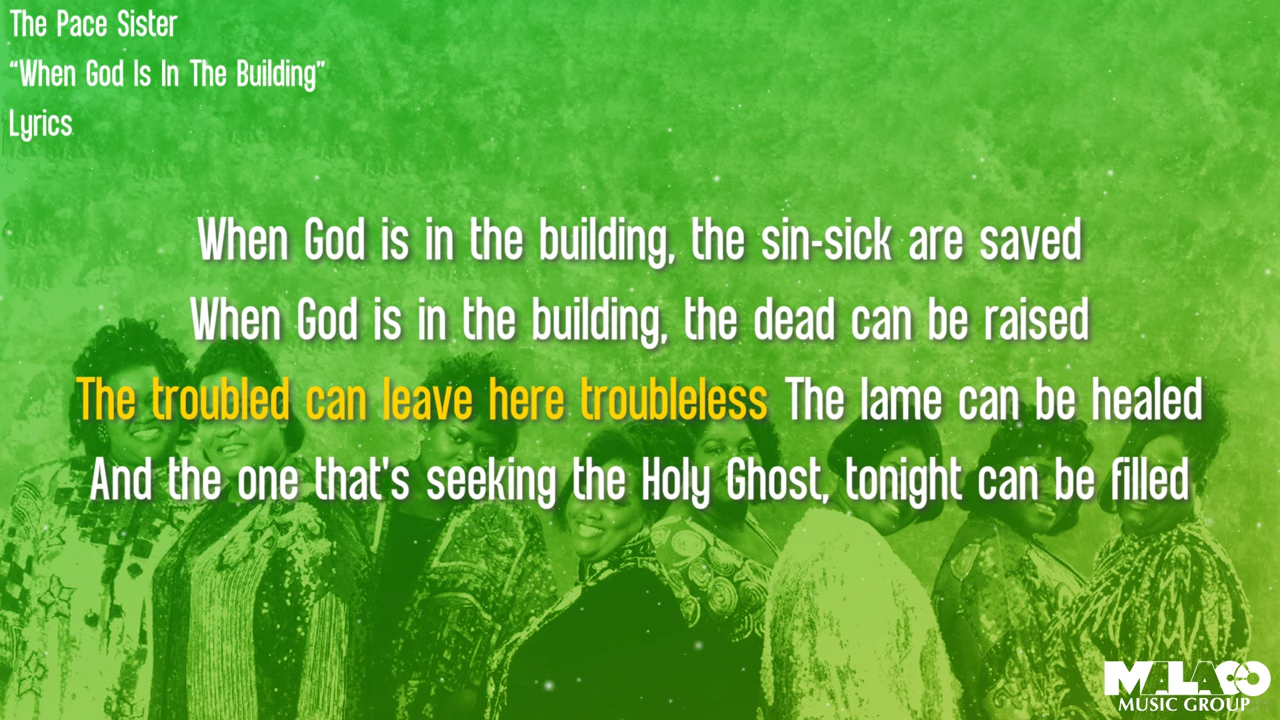 The Pace Sister
“When God Is In The Building”
Lyrics
When God is in the building, the sin-sick are saved
When God is in the building, the dead can be raised
The troubled can leave here troubleless The lame can be healed
And the one that's seeking the Holy Ghost, tonight can be filled
MALACO
MUSIC GROUP